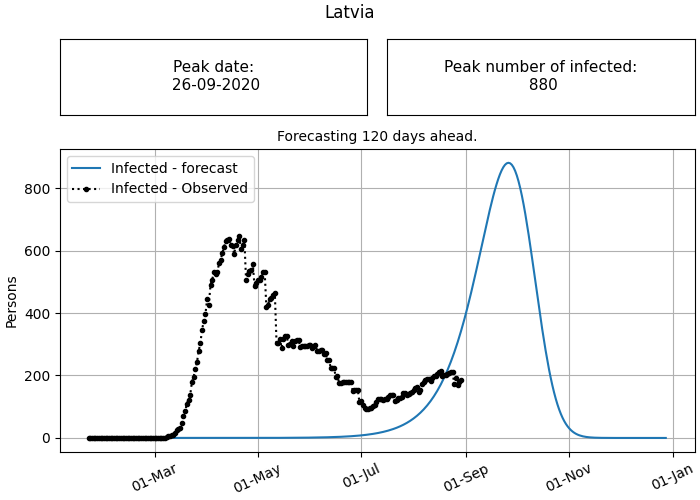 Latvia
Peak date:
26-09-2020
Peak number of infected:
880
Forecasting 120 days ahead.
Infected - forecast
Infected - Observed
Persons
800
600
400
200
0
01-Mar
01-May
01-Jul
01-Sep
01-Nov
01-Jan